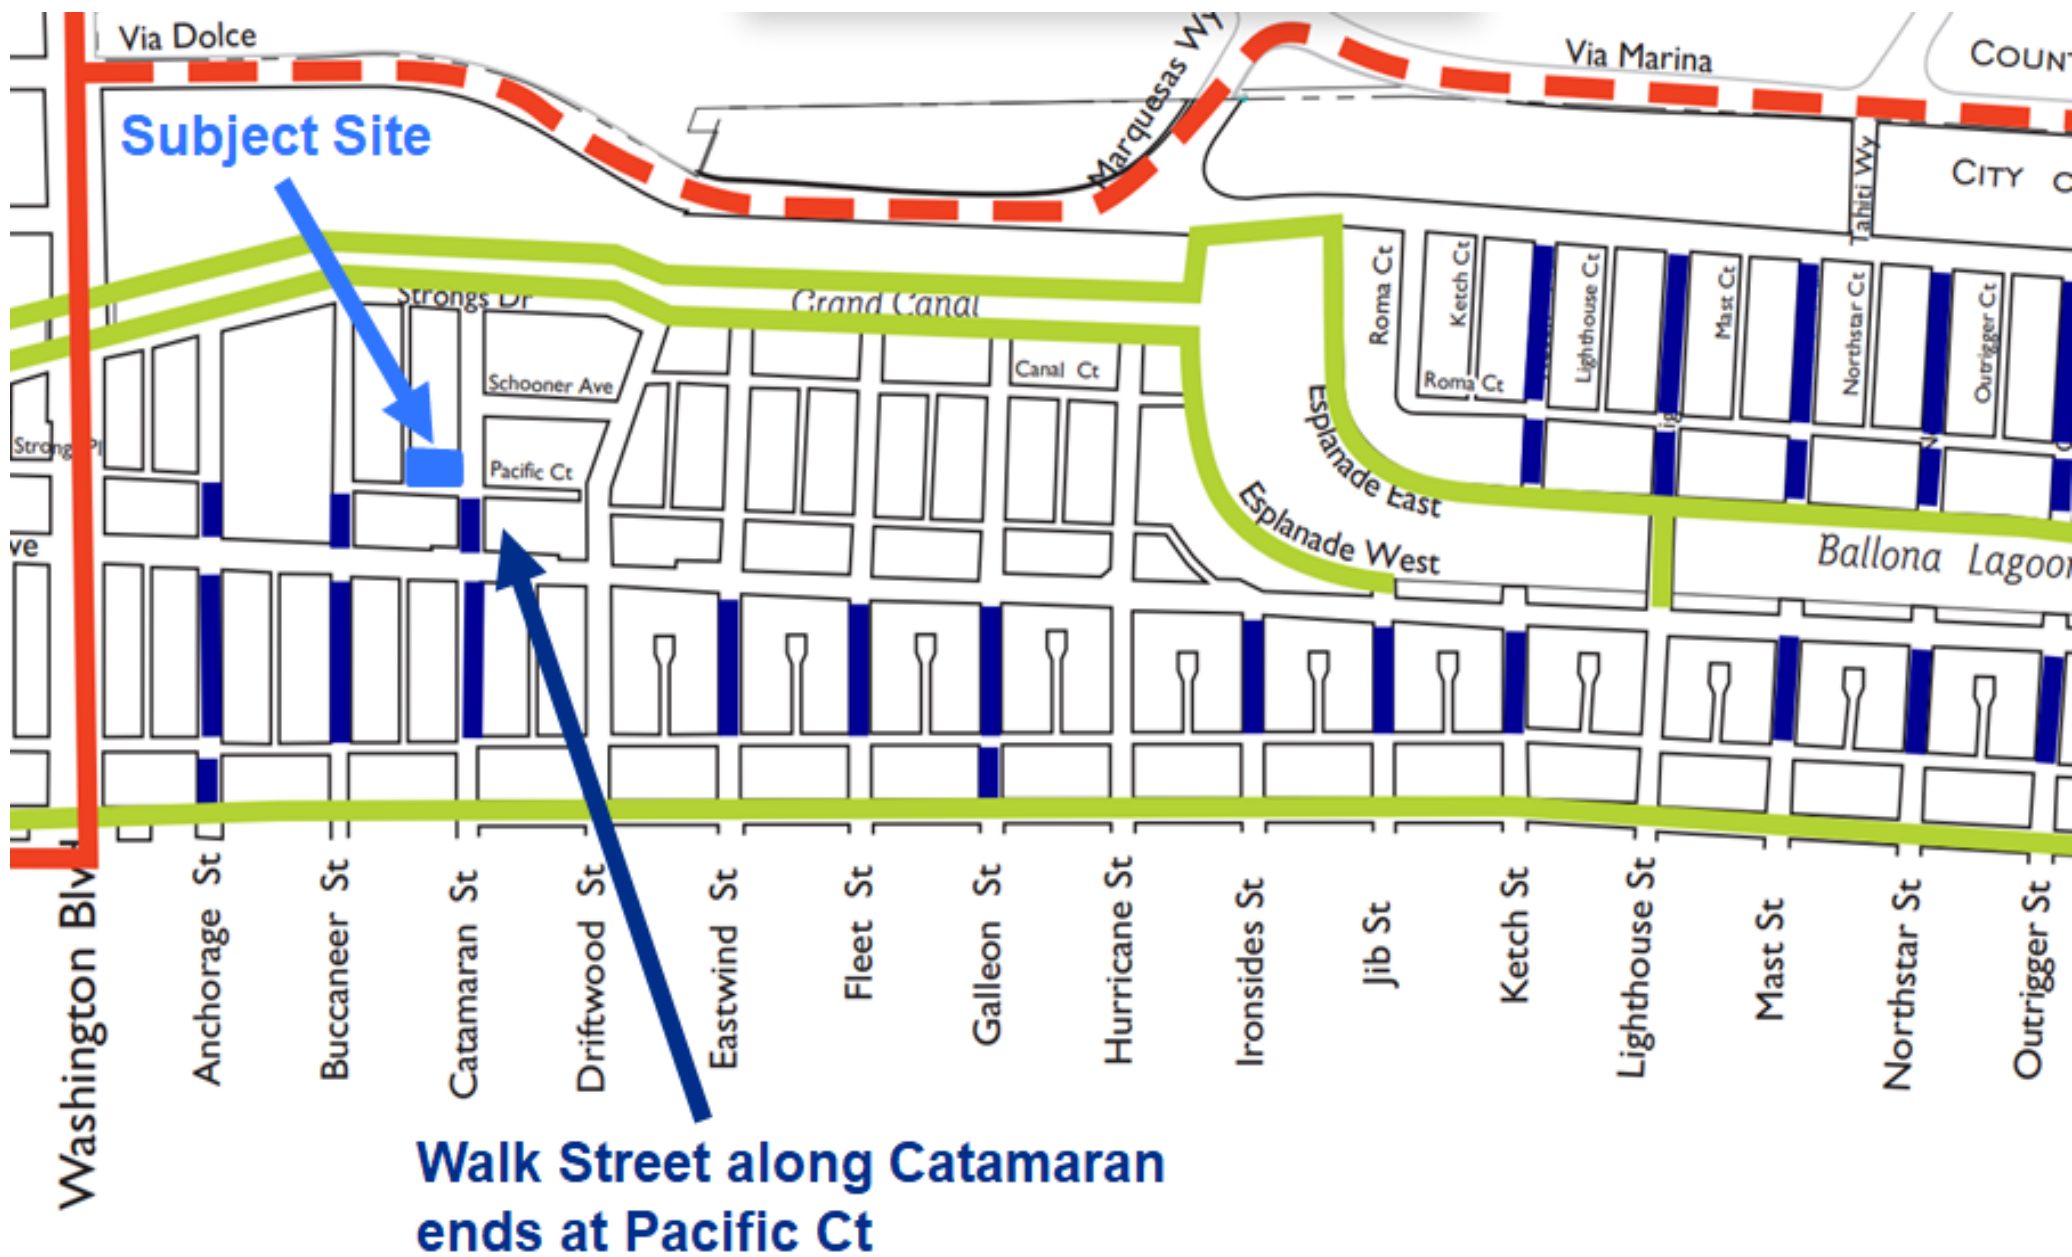 Via Dolce
Marquesas Wy
Via Marina
COUNT
Subject Site
CITY O
Tahiti Wy
Strongs Dr
Grand Canal
Roma Ct
Ketch Ct
Lighthouse Ct
Mast Ct
Northstar Ct
Outrigger Ct
Schooner Ave
Canal Ct
Roma Ct
Strongs Pl
Pacific Ct
Esplanade East
Esplanade West
ve
Ballona Lagoon
Washington Blvd
Anchorage St
Buccaneer St
Catamaran St
Driftwood St
Eastwind St
Fleet St
Galleon St
Hurricane St
Ironsides St
Jib St
Ketch St
Lighthouse St
Mast St
Northstar St
Outrigger St
Walk Street along Catamaran
ends at Pacific Ct